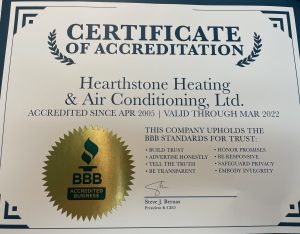 CERTIFICATE
OF ACCREDITATION
Hearthstone Heating
& Air Conditioning, Ltd.
ACCREDITED SINCE APR 2005 | VALID THROUGH MAR 2022
THIS COMPANY UPHOLDS THE
BBB STANDARDS FOR TRUST:
• BUILD TRUST
• ADVERTISE HONESTLY
• TELL THE TRUTH
• BE TRANSPARENT
• HONOR PROMISES
• BE RESPONSIVE
• SAFEGUARD PRIVACY
• EMBODY INTEGRITY
BBB
ACCREDITED
BUSINESS
Steve J. Bernas
President & CEO